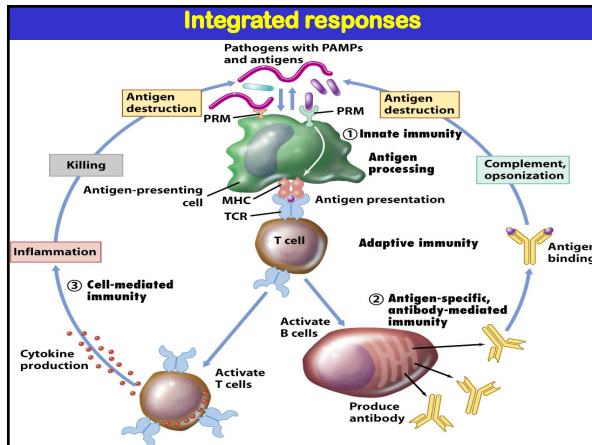 Integrated responses
Pathogens with PAMPs
and antigens
Antigen
destruction
Antigen
destruction
PRM
PRM
① Innate immunity
Killing
Antigen
processing
Complement,
opsonization
Antigen-presenting
cell
MHC
Antigen presentation
TCR
T cell
Adaptive immunity
Antigen
binding
Inflammation
③ Cell-mediated
immunity
② Antigen-specific,
antibody-mediated
immunity
Activate
B cells
Cytokine
production
Activate
T cells
Produce
antibody